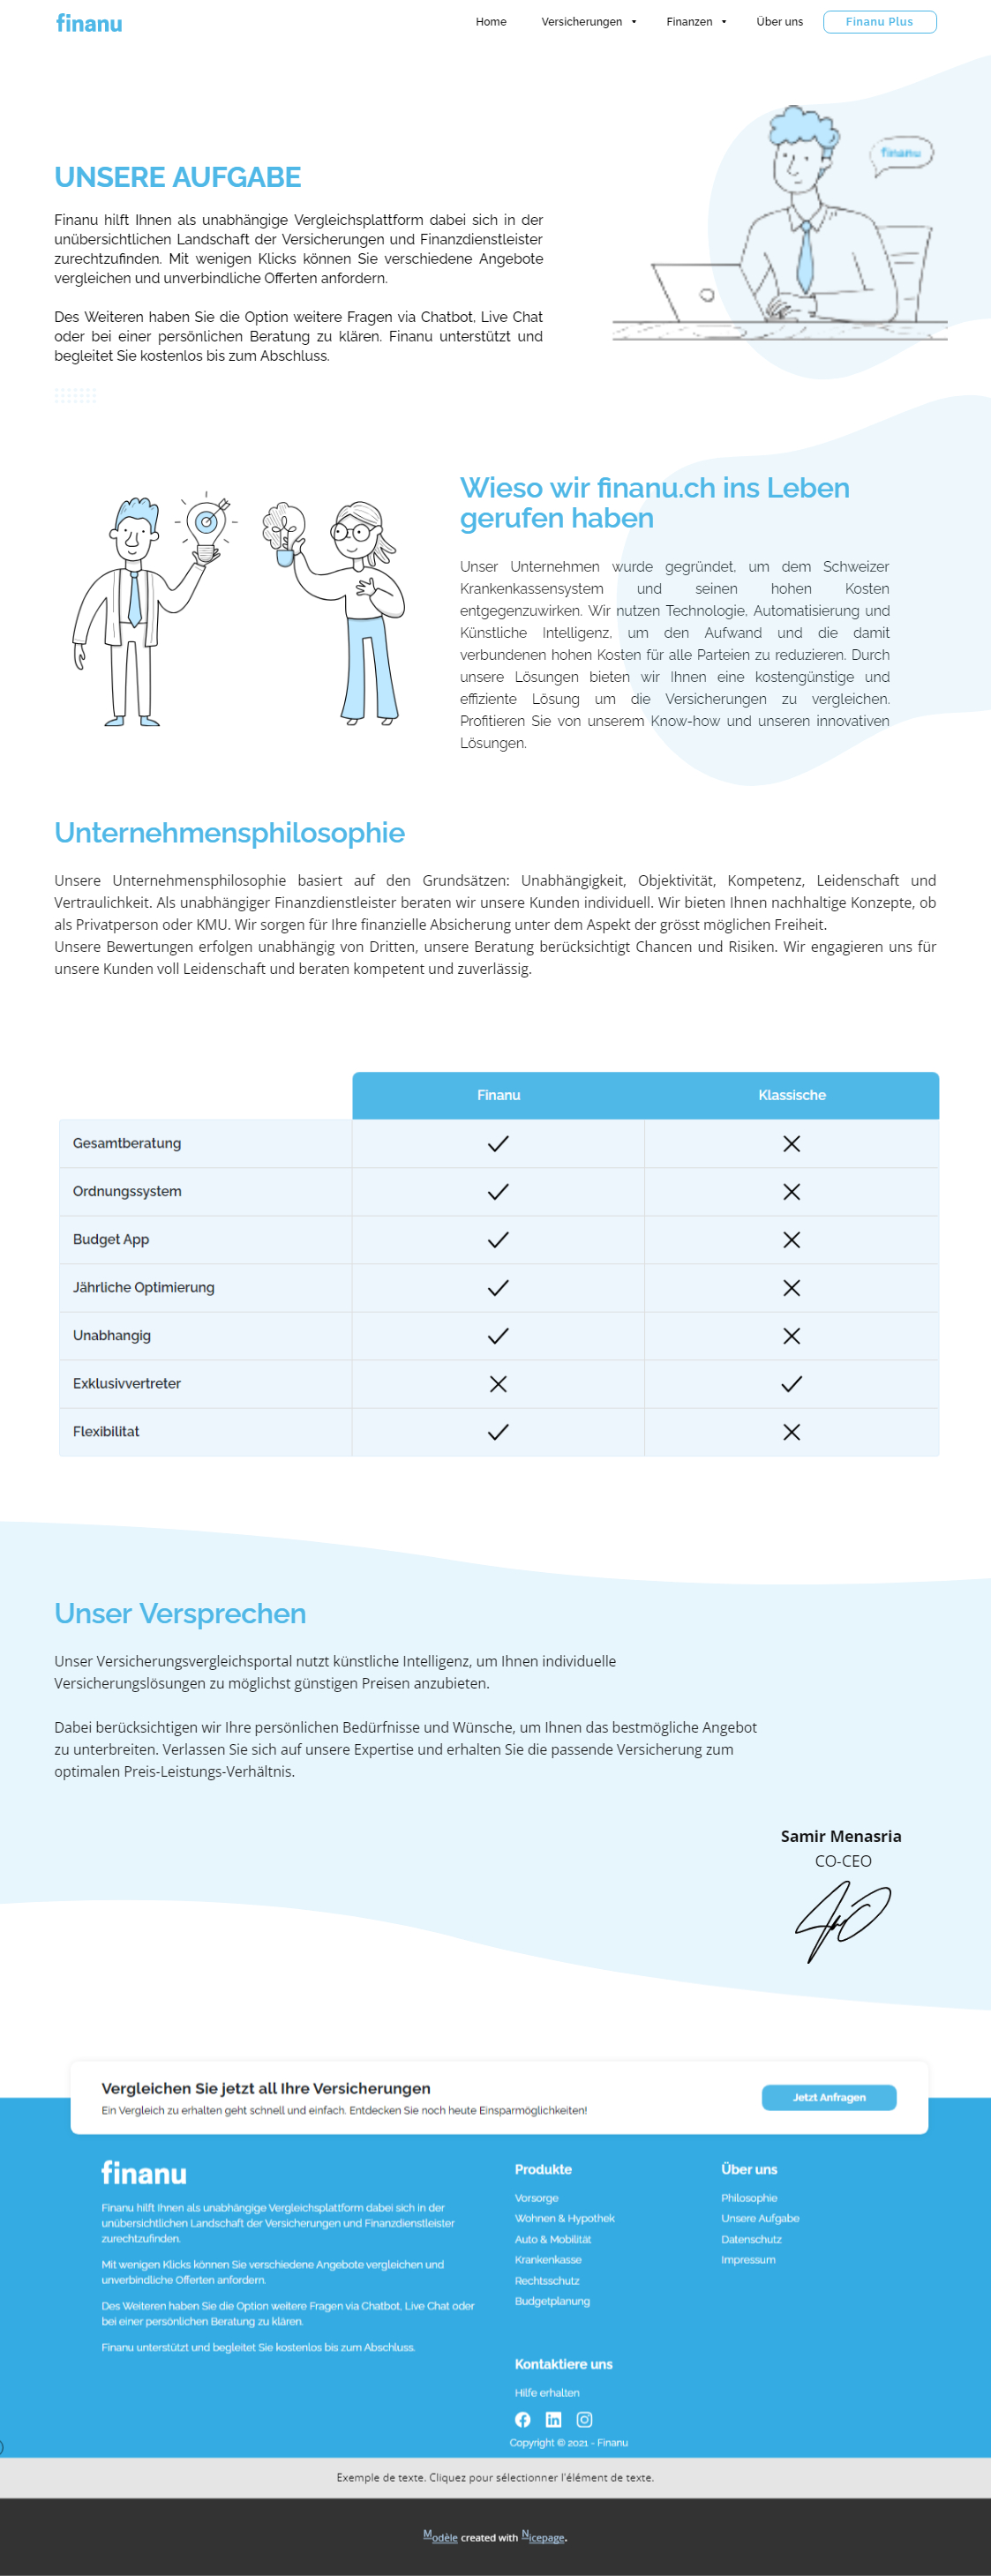 finanu
Home Versicherungen Finanzen Über uns Finanu Plus
finanu
UNSERE AUFGABE
Finanu hilft Ihnen als unabhängige Vergleichsplattform dabei sich in der
unübersichtlichen Landschaft der Versicherungen und Finanzdienstleister
zurechtzufinden. Mit wenigen Klicks können Sie verschiedene Angebote
vergleichen und unverbindliche Offerten anfordern.
Des Weiteren haben Sie die Option weitere Fragen via Chatbot, Live Chat
oder bei einer persönlichen Beratung zu klären. Finanu unterstützt und
begleitet Sie kostenlos bis zum Abschluss.
Wieso wir finanu.ch ins Leben
gerufen haben
Unser Unternehmen wurde gegründet, um dem Schweizer
Krankenkassensystem und seinen hohen Kosten
entgegenzuwirken. Wir nutzen Technologie, Automatisierung und
Künstliche Intelligenz, um den Aufwand und die damit
verbundenen hohen Kosten für alle Parteien zu reduzieren. Durch
unsere Lösungen bieten wir Ihnen eine kostengünstige und
effiziente Lösung um die Versicherungen zu vergleichen.
Profitieren Sie von unserem Know-how und unseren innovativen
Lösungen.
Unternehmensphilosophie
Unsere Unternehmensphilosophie basiert auf den Grundsätzen: Unabhängigkeit, Objektivität, Kompetenz, Leidenschaft und
Vertraulichkeit. Als unabhängiger Finanzdienstleister beraten wir unsere Kunden individuell. Wir bieten Ihnen nachhaltige Konzepte, ob
als Privatperson oder KMU. Wir sorgen für Ihre finanzielle Absicherung unter dem Aspekt der grösst möglichen Freiheit.
Unsere Bewertungen erfolgen unabhängig von Dritten, unsere Beratung berücksichtigt Chancen und Risiken. Wir engagieren uns für
unsere Kunden voll Leidenschaft und beraten kompetent und zuverlässig.
Finanu Klassische
Gesamtberatung
Ordnungssystem
Budget App
Jährliche Optimierung
Unabhangig
Exklusivvertreter
Flexibilitat
Unser Versprechen
Unser Versicherungsvergleichsportal nutzt künstliche Intelligenz, um Ihnen individuelle
Versicherungslösungen zu möglichst günstigen Preisen anzubieten.
Dabei berücksichtigen wir Ihre persönlichen Bedürfnisse und Wünsche, um Ihnen das bestmögliche Angebot
zu unterbreiten. Verlassen Sie sich auf unsere Expertise und erhalten Sie die passende Versicherung zum
optimalen Preis-Leistungs-Verhältnis.
Samir Menasria
CO-CEO
Vergleichen Sie jetzt all Ihre Versicherungen
Ein Vergleich zu erhalten geht schnell und einfach. Entdecken Sie noch heute Einsparmöglichkeiten!
Jetzt Anfragen
finanu
Finanu hilft Ihnen als unabhängige Vergleichsplattform dabei sich in der
unübersichtlichen Landschaft der Versicherungen und Finanzdienstleister
zurechtzufinden.
Mit wenigen Klicks können Sie verschiedene Angebote vergleichen und
unverbindliche Offerten anfordern.
Des Weiteren haben Sie die Option weitere Fragen via Chatbot, Live Chat oder
bei einer persönlichen Beratung zu klären.
Finanu unterstützt und begleitet Sie kostenlos bis zum Abschluss.
Produkte
Vorsorge
Wohnen & Hypothek
Auto & Mobilität
Krankenkasse
Rechtsschutz
Budgetplanung
Über uns
Philosophie
Unsere Aufgabe
Datenschutz
Impressum
Kontaktiere uns
Hilfe erhalten
Copyright © 2021 - Finanu
Exemple de texte. Cliquez pour sélectionner l'élément de texte.
Modèle created with Nicepage.